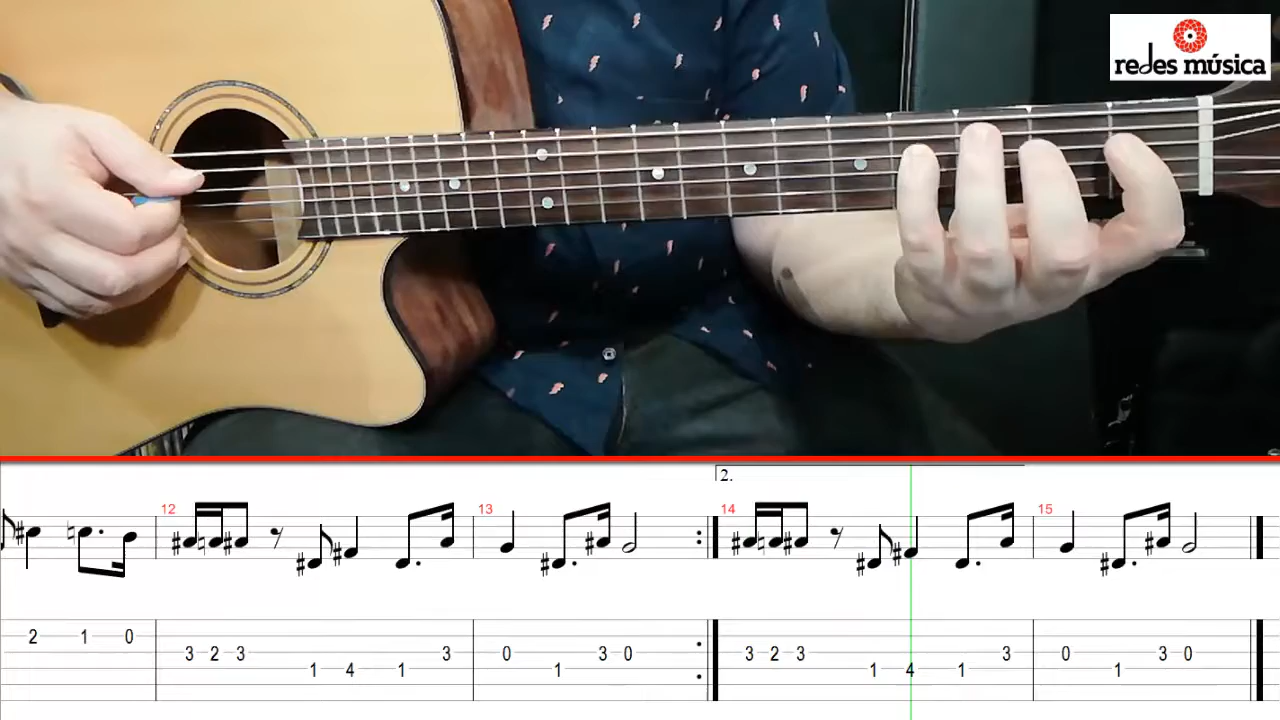 redes música
12
13
2.
14
15
2 1 0
3 2 3 1 4 1 3
0 1 3 0
3 2 3 1 4 1 3
0 1 3 0